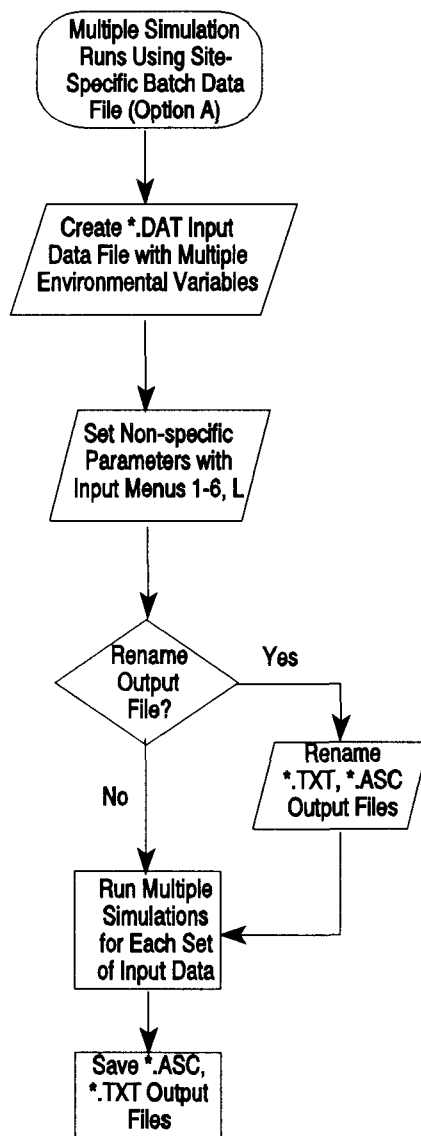 Multiple Simulation
Runs Using Site-
Specific Batch Data
File (Option A)
Create *.DAT Input
Data File with Multiple
Environmental Variables
Set Non-specific
Parameters with
Input Menus 1-6, L
Rename
Output
File?
Yes
No
Rename
*.TXT, *.ASC
Output Files
Run Multiple
Simulations
for Each Set
of Input Data
Save *.ASC,
*.TXT Output
Files